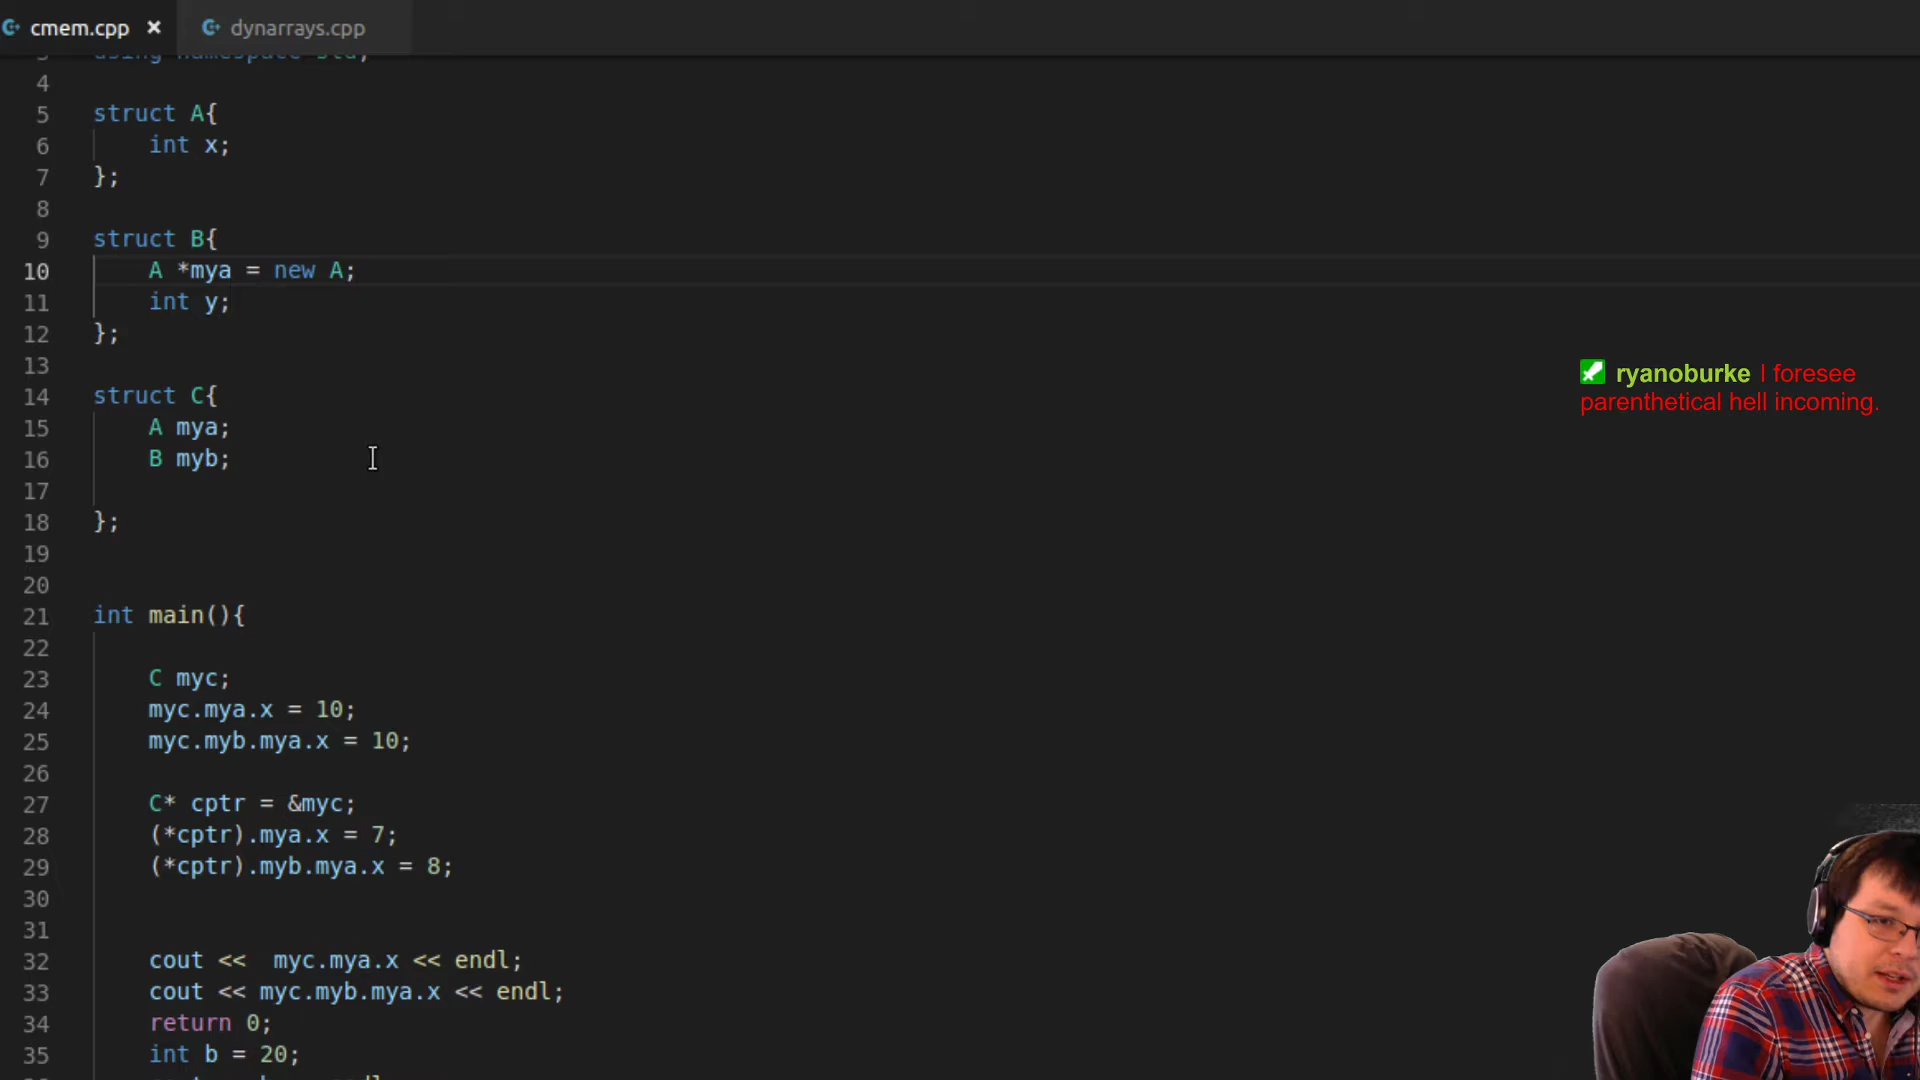 cmem.cpp × dynarrays.cpp
3 using namespace std;
4
5 struct A{
6 int x;
7 };
8
9 struct B{
10 A *mya = new A;
11 int y;
12 };
13
14 struct C{
15 A mya;
16 B myb;
17
18 };
19
20
21 int main(){
22
23 C myc;
24 myc.mya.x = 10;
25 myc.myb.mya.x = 10;
26
27 C* cptr = &myc;
28 (*cptr).mya.x = 7;
29 (*cptr).myb.mya.x = 8;
30
31
32 cout <<  myc.mya.x << endl;
33 cout << myc.myb.mya.x << endl;
34 return 0;
35 int b = 20;
ryanoburke I foresee
parenthetical hell incoming.